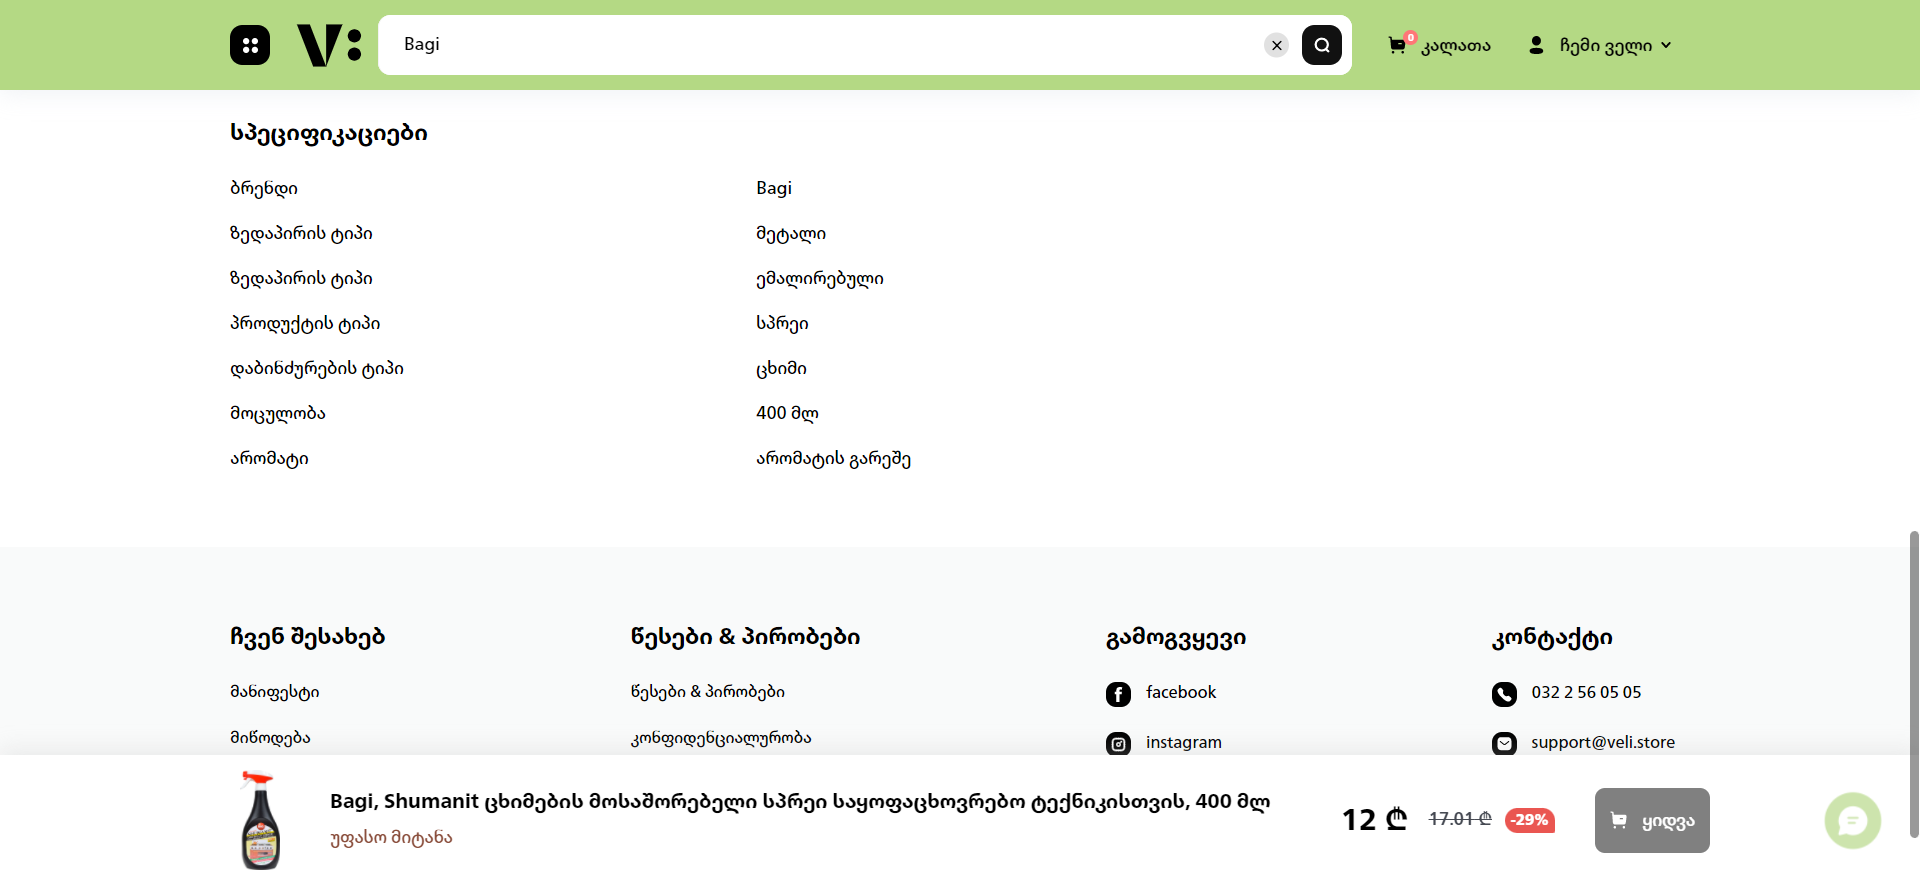 V:
Bagi
0
კალათა
ჩემი ველი
სპეციფიკაციები
ბრენდი Bagi
ზედაპირის ტიპი მეტალი
ზედაპირის ტიპი ემალირებული
პროდუქტის ტიპი სპრეი
დაბინძურების ტიპი ცხიმი
მოცულობა 400 მლ
არომატი არომატის გარეშე
ჩვენ შესახებ
მანიფესტი
მიწოდება
წესები & პირობები
წესები & პირობები
კონფიდენციალურობა
გამოგვყევი
facebook
instagram
კონტაქტი
032 2 56 05 05
support@veli.store
Bagi, Shumanit ცხიმების მოსაშორებელი სპრეი საყოფაცხოვრებო ტექნიკისთვის, 400 მლ
უფასო მიტანა
12 ₾ 17.01 ₾ -29%
ყიდვა